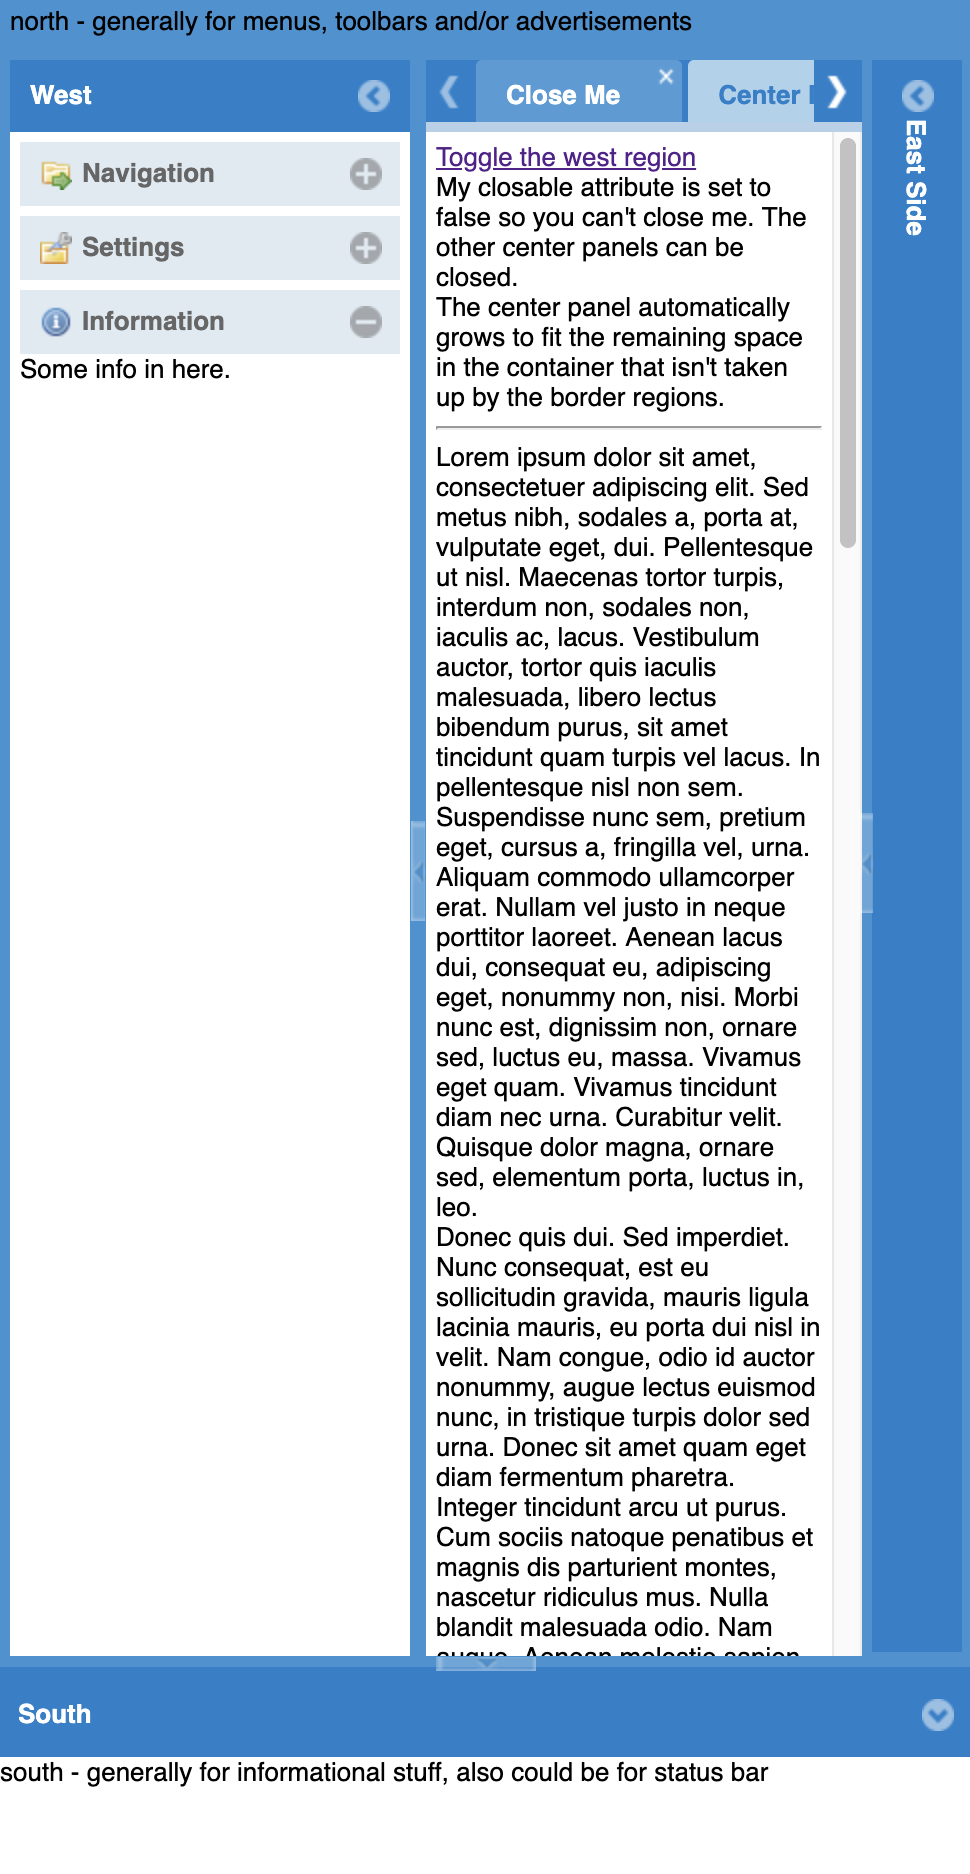 north - generally for menus, toolbars and/or advertisements
West
Navigation
Settings
Information
Some info in here.
Close Me
Center
Toggle the west region
My closable attribute is set to
false so you can't close me. The
other center panels can be
closed.
The center panel automatically
grows to fit the remaining space
in the container that isn't taken
up by the border regions.
Lorem ipsum dolor sit amet,
consectetuer adipiscing elit. Sed
metus nibh, sodales a, porta at,
vulputate eget, dui. Pellentesque
ut nisl. Maecenas tortor turpis,
interdum non, sodales non,
iaculis ac, lacus. Vestibulum
auctor, tortor quis iaculis
malesuada, libero lectus
bibendum purus, sit amet
tincidunt quam turpis vel lacus. In
pellentesque nisl non sem.
Suspendisse nunc sem, pretium
eget, cursus a, fringilla vel, urna.
Aliquam commodo ullamcorper
erat. Nullam vel justo in neque
porttitor laoreet. Aenean lacus
dui, consequat eu, adipiscing
eget, nonummy non, nisi. Morbi
nunc est, dignissim non, ornare
sed, luctus eu, massa. Vivamus
eget quam. Vivamus tincidunt
diam nec urna. Curabitur velit.
Quisque dolor magna, ornare
sed, elementum porta, luctus in,
leo.
Donec quis dui. Sed imperdiet.
Nunc consequat, est eu
sollicitudin gravida, mauris ligula
lacinia mauris, eu porta dui nisl in
velit. Nam congue, odio id auctor
nonummy, augue lectus euismod
nunc, in tristique turpis dolor sed
urna. Donec sit amet quam eget
diam fermentum pharetra.
Integer tincidunt arcu ut purus.
Cum sociis natoque penatibus et
magnis dis parturient montes,
nascetur ridiculus mus. Nulla
blandit malesuada odio. Nam
augue. Aenean molestie sapien
East Side
South
south - generally for informational stuff, also could be for status bar